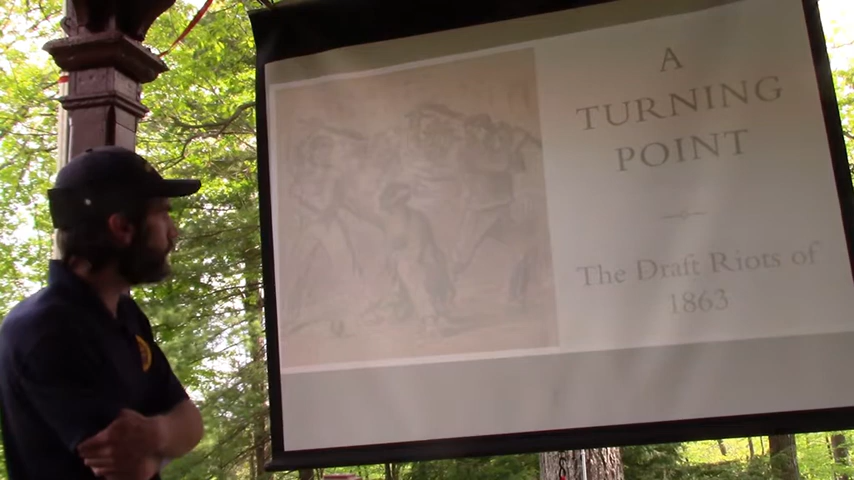 A
TURNING
POINT
The Draft Riots of
1863